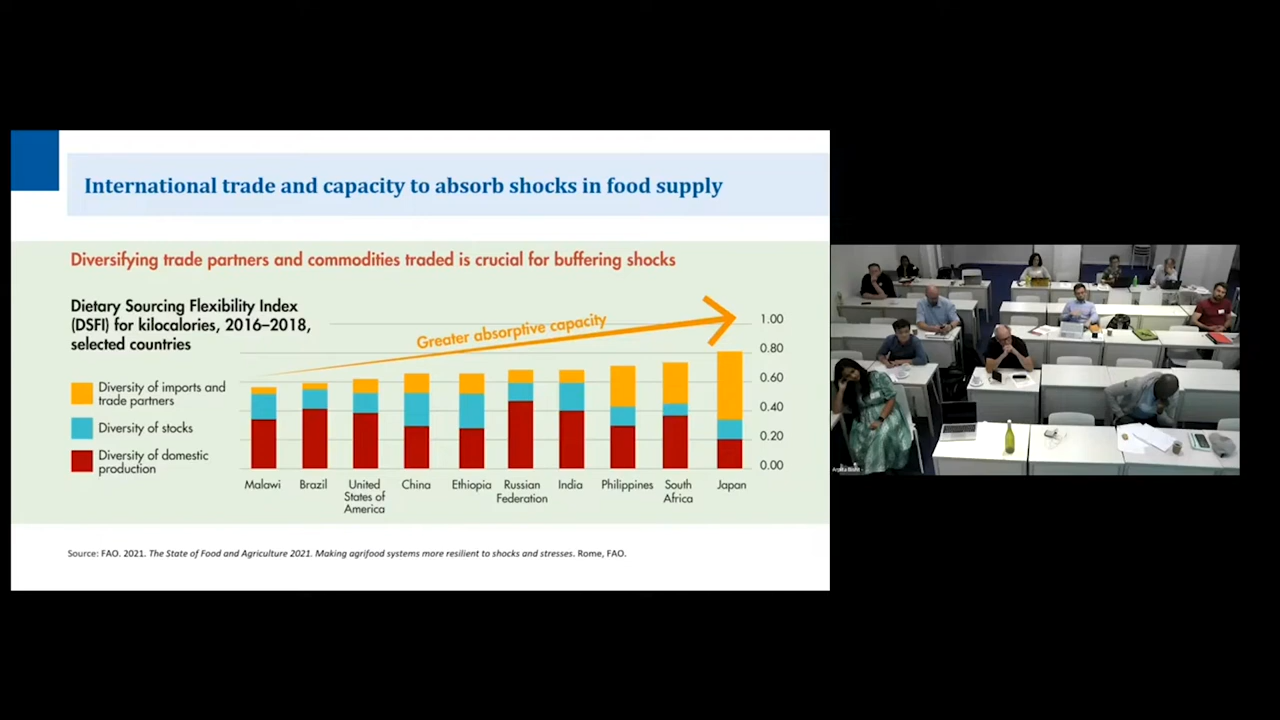 International trade and capacity to absorb shocks in food supply
Diversifying trade partners and commodities traded is crucial for buffering shocks
Dietary Sourcing Flexibility Index
(DSFI) for kilocalories, 2016–2018,
selected countries
Greater absorptive capacity
Diversity of imports and
trade partners
Diversity of stocks
Diversity of domestic
production
1.00
0.80
0.60
0.40
0.20
0.00
Malawi
Brazil
United
States of
America
China
Ethiopia
Russian
Federation
India
Philippines
South
Africa
Japan
Source: FAO. 2021. The State of Food and Agriculture 2021. Making agrifood systems more resilient to shocks and stresses. Rome, FAO.